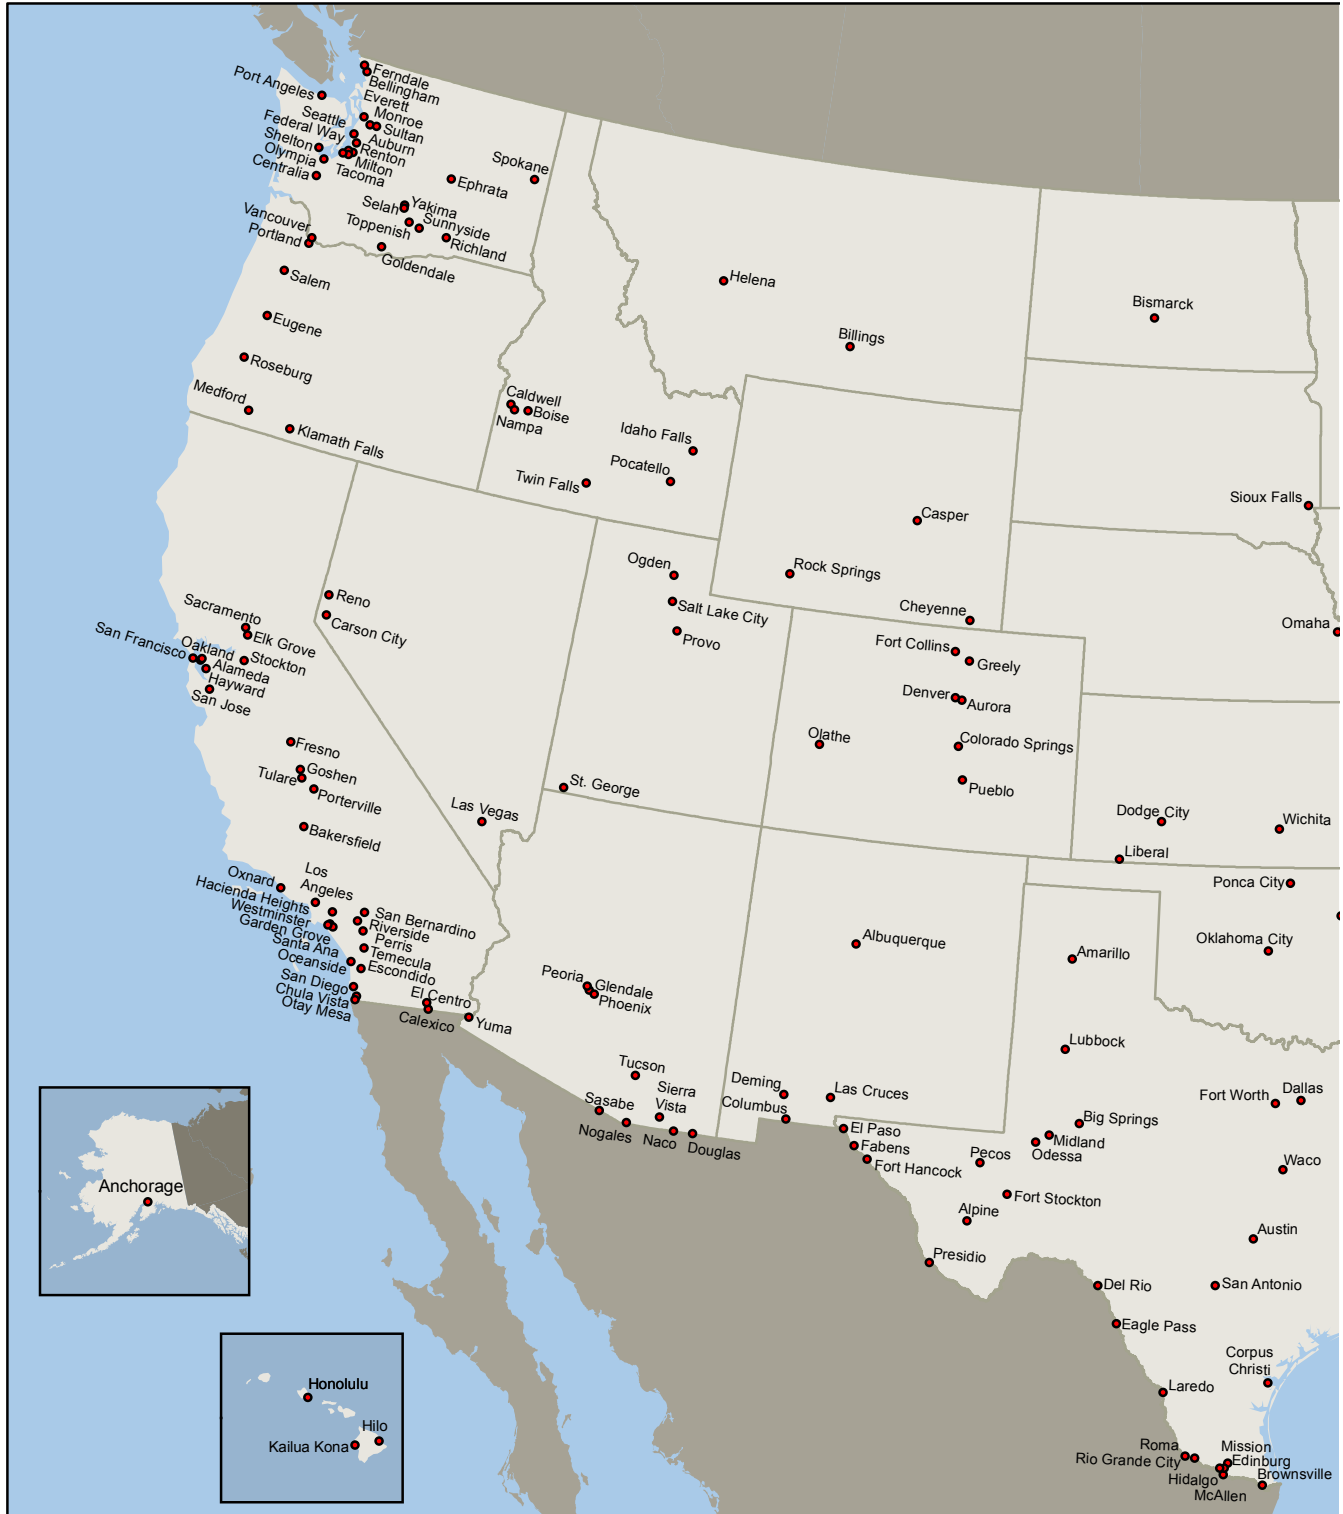 Ferndale
Bellingham
Port Angeles
Everett
Monroe
Seattle
Sultan
Federal Way
Auburn
Shelton
Renton
Olympia
Milton
Centralia
Tacoma
Spokane
Ephrata
Yakima
Selah
Sunnyside
Toppenish
Richland
Vancouver
Portland
Goldendale
Salem
Eugene
Roseburg
Medford
Klamath Falls
Helena
Billings
Bismarck
Caldwell
Boise
Nampa
Idaho Falls
Pocatello
Twin Falls
Sioux Falls
Casper
Rock Springs
Cheyenne
Ogden
Salt Lake City
Provo
Omaha
Reno
Carson City
Sacramento
Elk Grove
San Francisco
Oakland
Stockton
Alameda
Hayward
San Jose
Fort Collins
Greely
Denver
Aurora
Olathe
Colorado Springs
Pueblo
Fresno
Goshen
Tulare
Porterville
Bakersfield
St. George
Las Vegas
Dodge City
Wichita
Liberal
Ponca City
Oklahoma City
Los
Angeles
Oxnard
Hacienda Heights
Westminster
Garden Grove
Santa Ana
Oceanside
San Bernardino
Riverside
Perris
Temecula
Escondido
San Diego
Chula Vista
Otay Mesa
El Centro
Calexico
Yuma
Peoria
Glendale
Phoenix
Albuquerque
Amarillo
Lubbock
Tucson
Sierra
Vista
Sasabe
Nogales
Naco
Douglas
Deming
Columbus
Las Cruces
El Paso
Fabens
Fort Hancock
Pecos
Big Springs
Midland
Odessa
Fort Worth
Dallas
Waco
Fort Stockton
Alpine
Austin
Presidio
Del Rio
San Antonio
Eagle Pass
Corpus
Christi
Laredo
Roma
Rio Grande City
Mission
Edinburg
Hidalgo
McAllen
Brownsville
Anchorage
Honolulu
Hilo
Kailua Kona